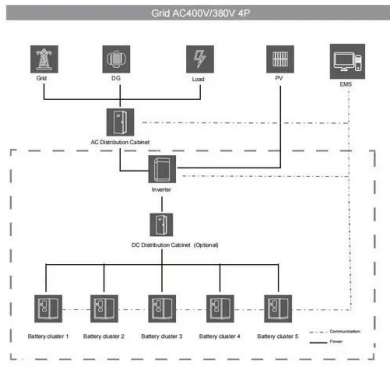 Grid AC400V/380V 4P
Grid
D.G
Load
PV
EMS
AC Distribution Cabinet
Inverter
DC Distribution Cabinet (Optional)
Battery cluster 1
Battery cluster 2
Battery cluster 3
Battery cluster 4
Battery cluster 5
Communication
Power